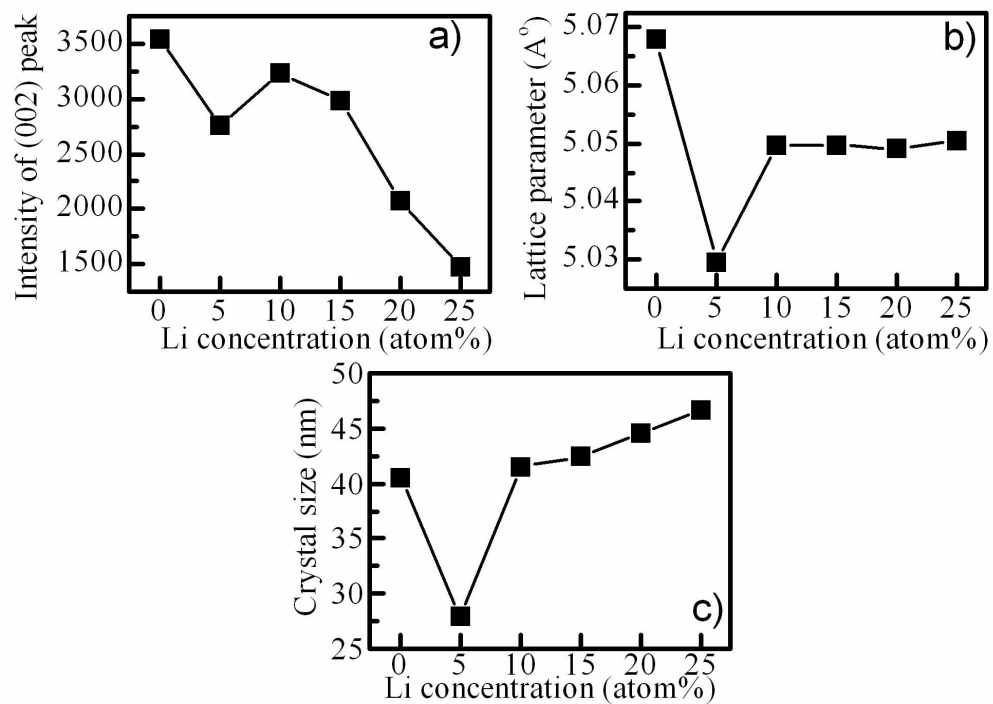 a)
Intensity of (002) peak
3500
3000
2500
2000
1500
0 5 10 15 20 25
Li concentration (atom%)
b)
Lattice parameter (A°)
5.07
5.06
5.05
5.04
5.03
0 5 10 15 20 25
Li concentration (atom%)
Crystal size (nm)
50
45
40
35
30
25
c)
0 5 10 15 20 25
Li concentration (atom%)